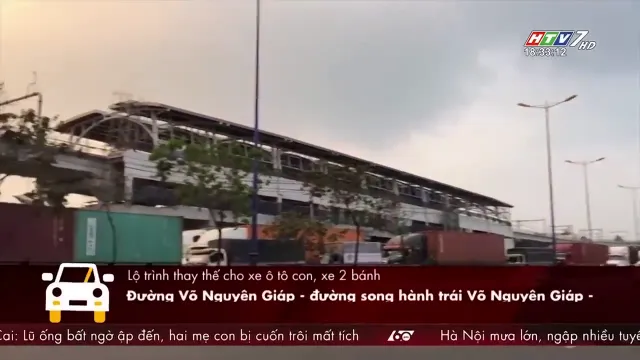 HTV7 HD
18:33:12
Lộ trình thay thế cho xe ô tô con, xe 2 bánh
Đường Võ Nguyên Giáp - đường song hành trái Võ Nguyên Giáp -
Cai: Lũ ống bất ngờ ập đến, hai mẹ con bị cuốn trôi mất tích 60 Hà Nội mưa lớn, ngập nhiều tuyế